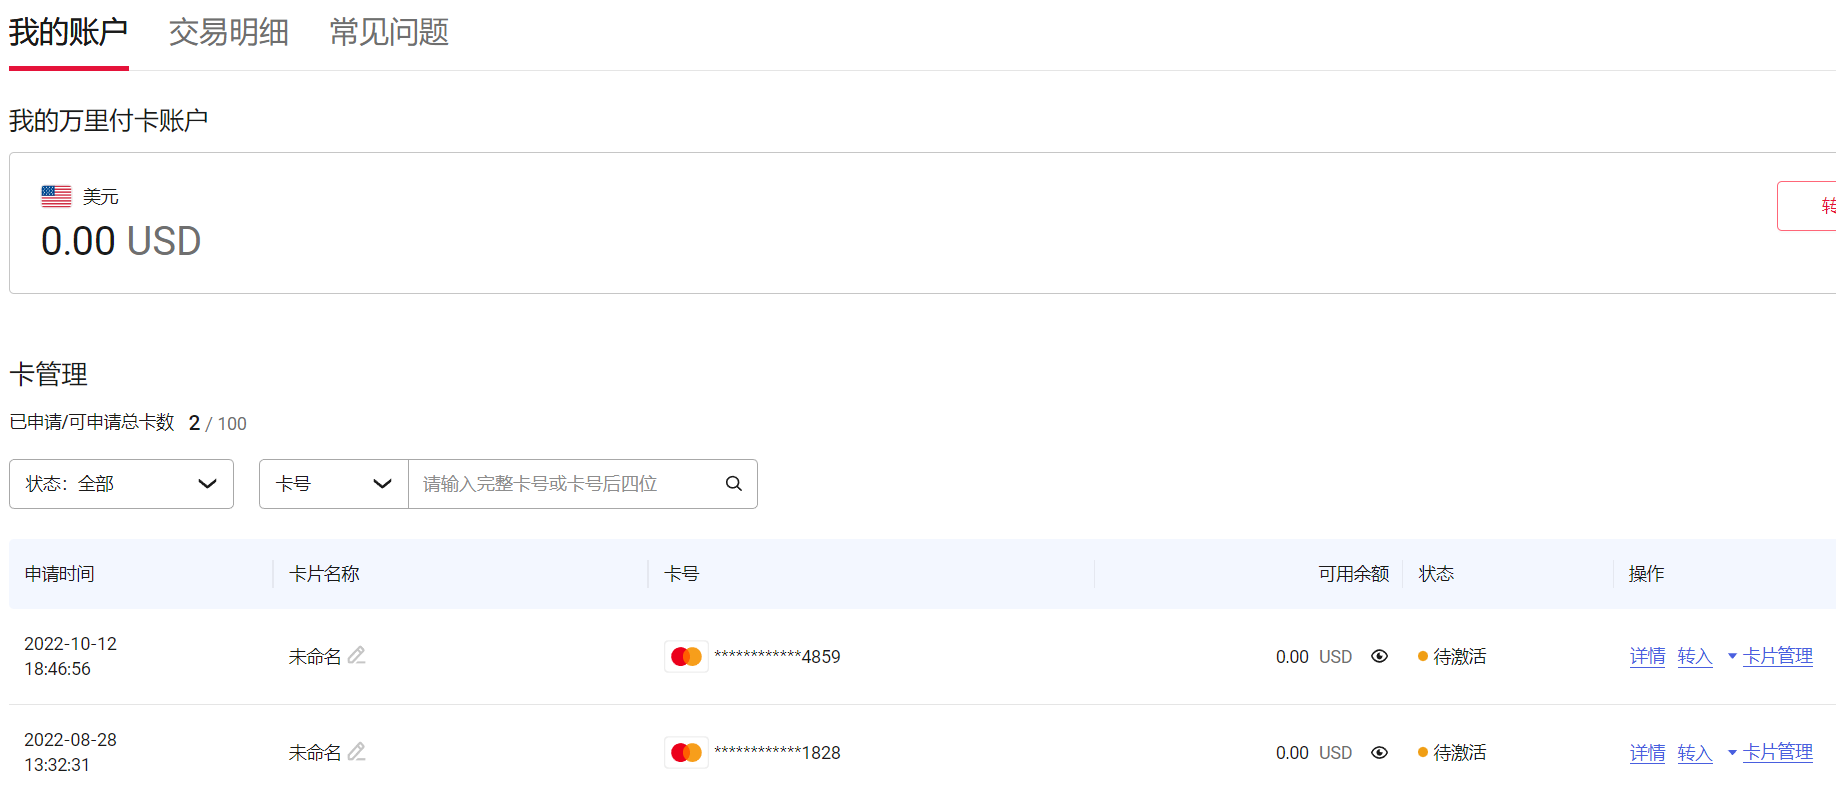 我的账户 交易明细 常见问题
我的万里付卡账户
美元
转
0.00 USD
卡管理
已申请/可申请总卡数 2 / 100
状态：全部 卡号 请输入完整卡号或卡号后四位
申请时间 卡片名称 卡号 可用余额 状态 操作
2022-10-12
18:46:56
未命名 ************4859 0.00 USD 待激活 详情 转入 卡片管理
2022-08-28
13:32:31
未命名 ************1828 0.00 USD 待激活 详情 转入 卡片管理